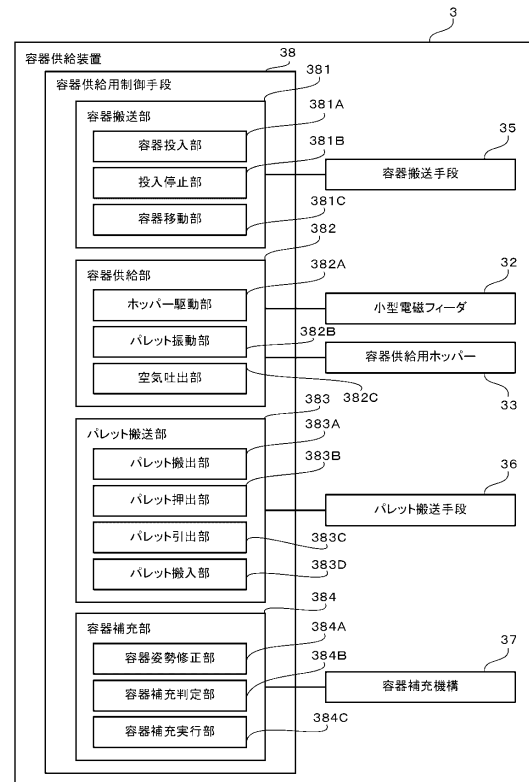 3
容器供給装置
38
容器供給用制御手段
381
容器搬送部
381A
容器投入部
381B
投入停止部
35
容器搬送手段
381C
容器移動部
382
容器供給部
382A
ホッパー駆動部
32
小型電磁フィーダ
382B
パレット振動部
容器供給用ホッパー
33
空気吐出部
382C
383
パレット搬送部
383A
パレット搬出部
383B
パレット押出部
36
パレット搬送手段
パレット引出部
383C
パレット搬入部
383D
384
容器補充部
384A
容器姿勢修正部
384B
容器補充判定部
37
容器補充機構
容器補充実行部
384C